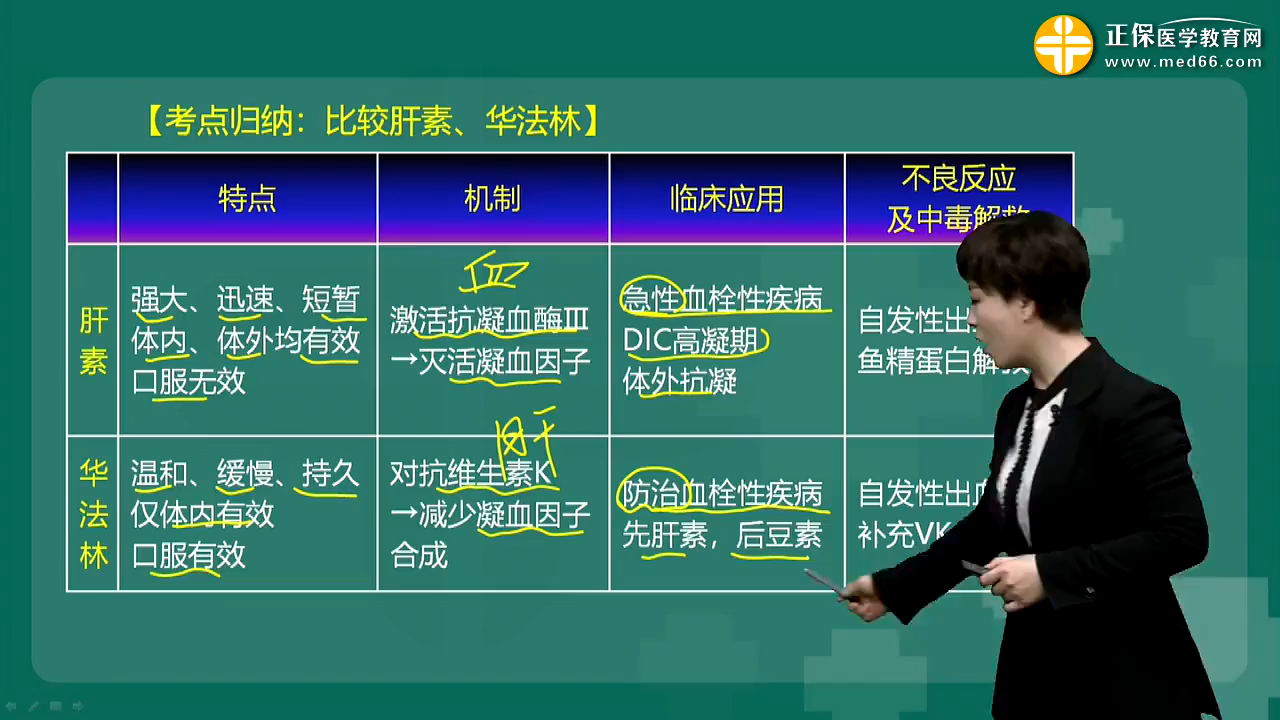 正保医学教育网
www.med66.com
【考点归纳：比较肝素、华法林】
特点
机制
临床应用
不良反应
及中毒解救
肝素
强大、迅速、短暂
体内、体外均有效
口服无效
血
激活抗凝血酶Ⅲ
→灭活凝血因子
急性血栓性疾病
DIC高凝期
体外抗凝
自发性出
鱼精蛋白解救
华法林
温和、缓慢、持久
仅体内有效
口服有效
肝
对抗维生素K
→减少凝血因子
合成
防治血栓性疾病
先肝素，后豆素
自发性出血
补充VK